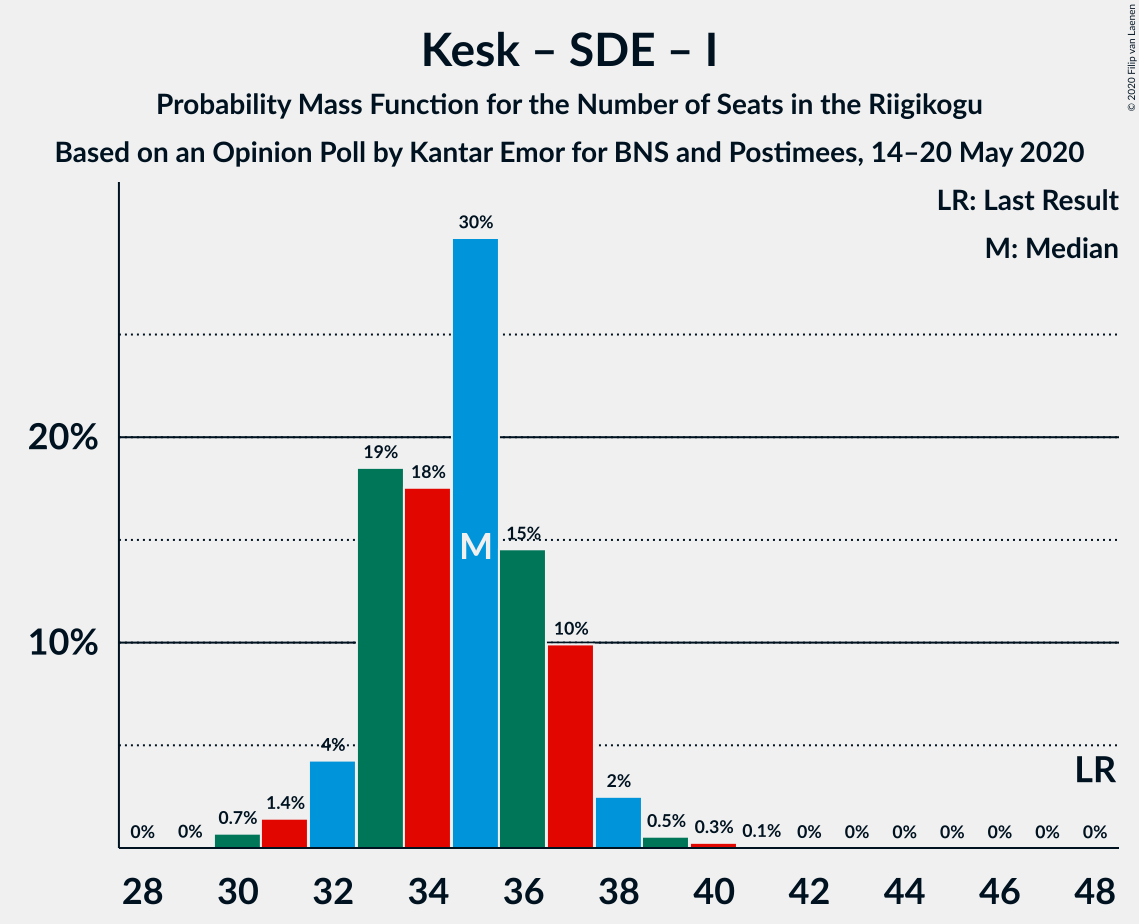 Kesk – SDE – I
Probability Mass Function for the Number of Seats in the Riigikogu
Based on an Opinion Poll by Kantar Emor for BNS and Postimees, 14–20 May 2020
© 2020 Filip van Laenen
LR: Last Result
M: Median
30%
20%
19%
18%
M
15%
10%
10%
4%
LR
2%
0% 0% 0.7% 1.4% 0.5% 0.3% 0.1% 0% 0% 0% 0% 0% 0% 0%
28 30 32 34 36 38 40 42 44 46 48